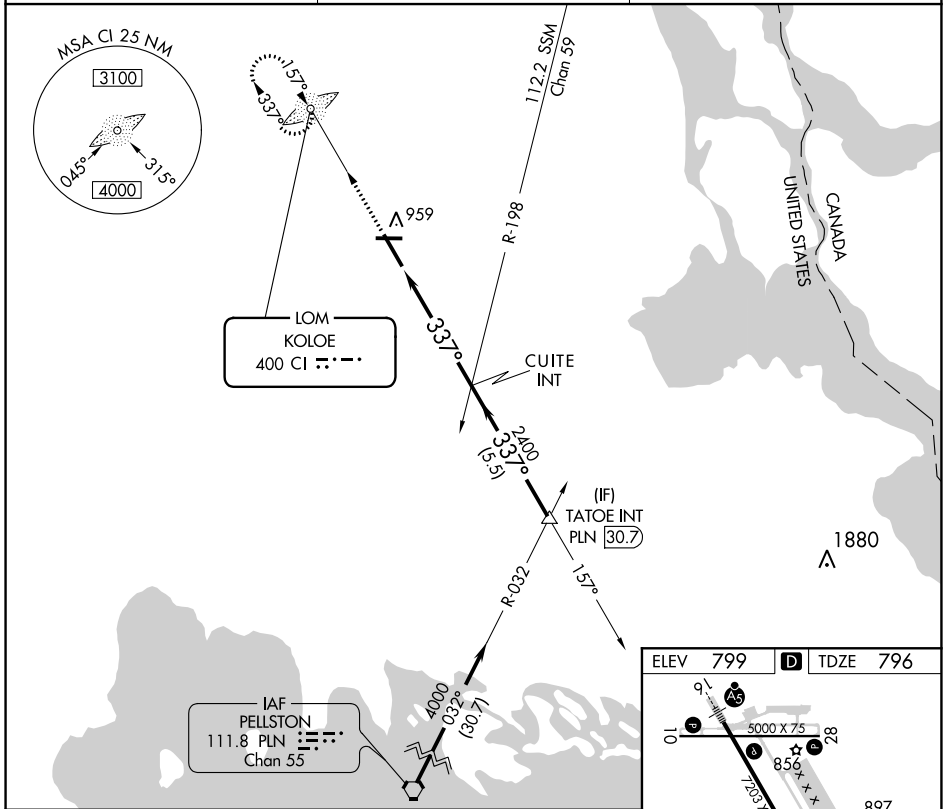 MSA CI 25 NM
3100
045°
315°
4000
157°
337°
112.2 SSM
Chan 59
R-198
CANADA
UNITED STATES
959
LOM
KOLOE
400 CI
337°
CUITE
INT
2400
337°
(5.5)
(IF)
TATOE INT
PLN 30.7
157°
R-032
1880
IAF
PELLSTON
111.8 PLN
Chan 55
4000
032°
(30.7)
ELEV 799 D TDZE 796
16
A5
P
10
5000 X 75
28
P
P
856
7203 X
897